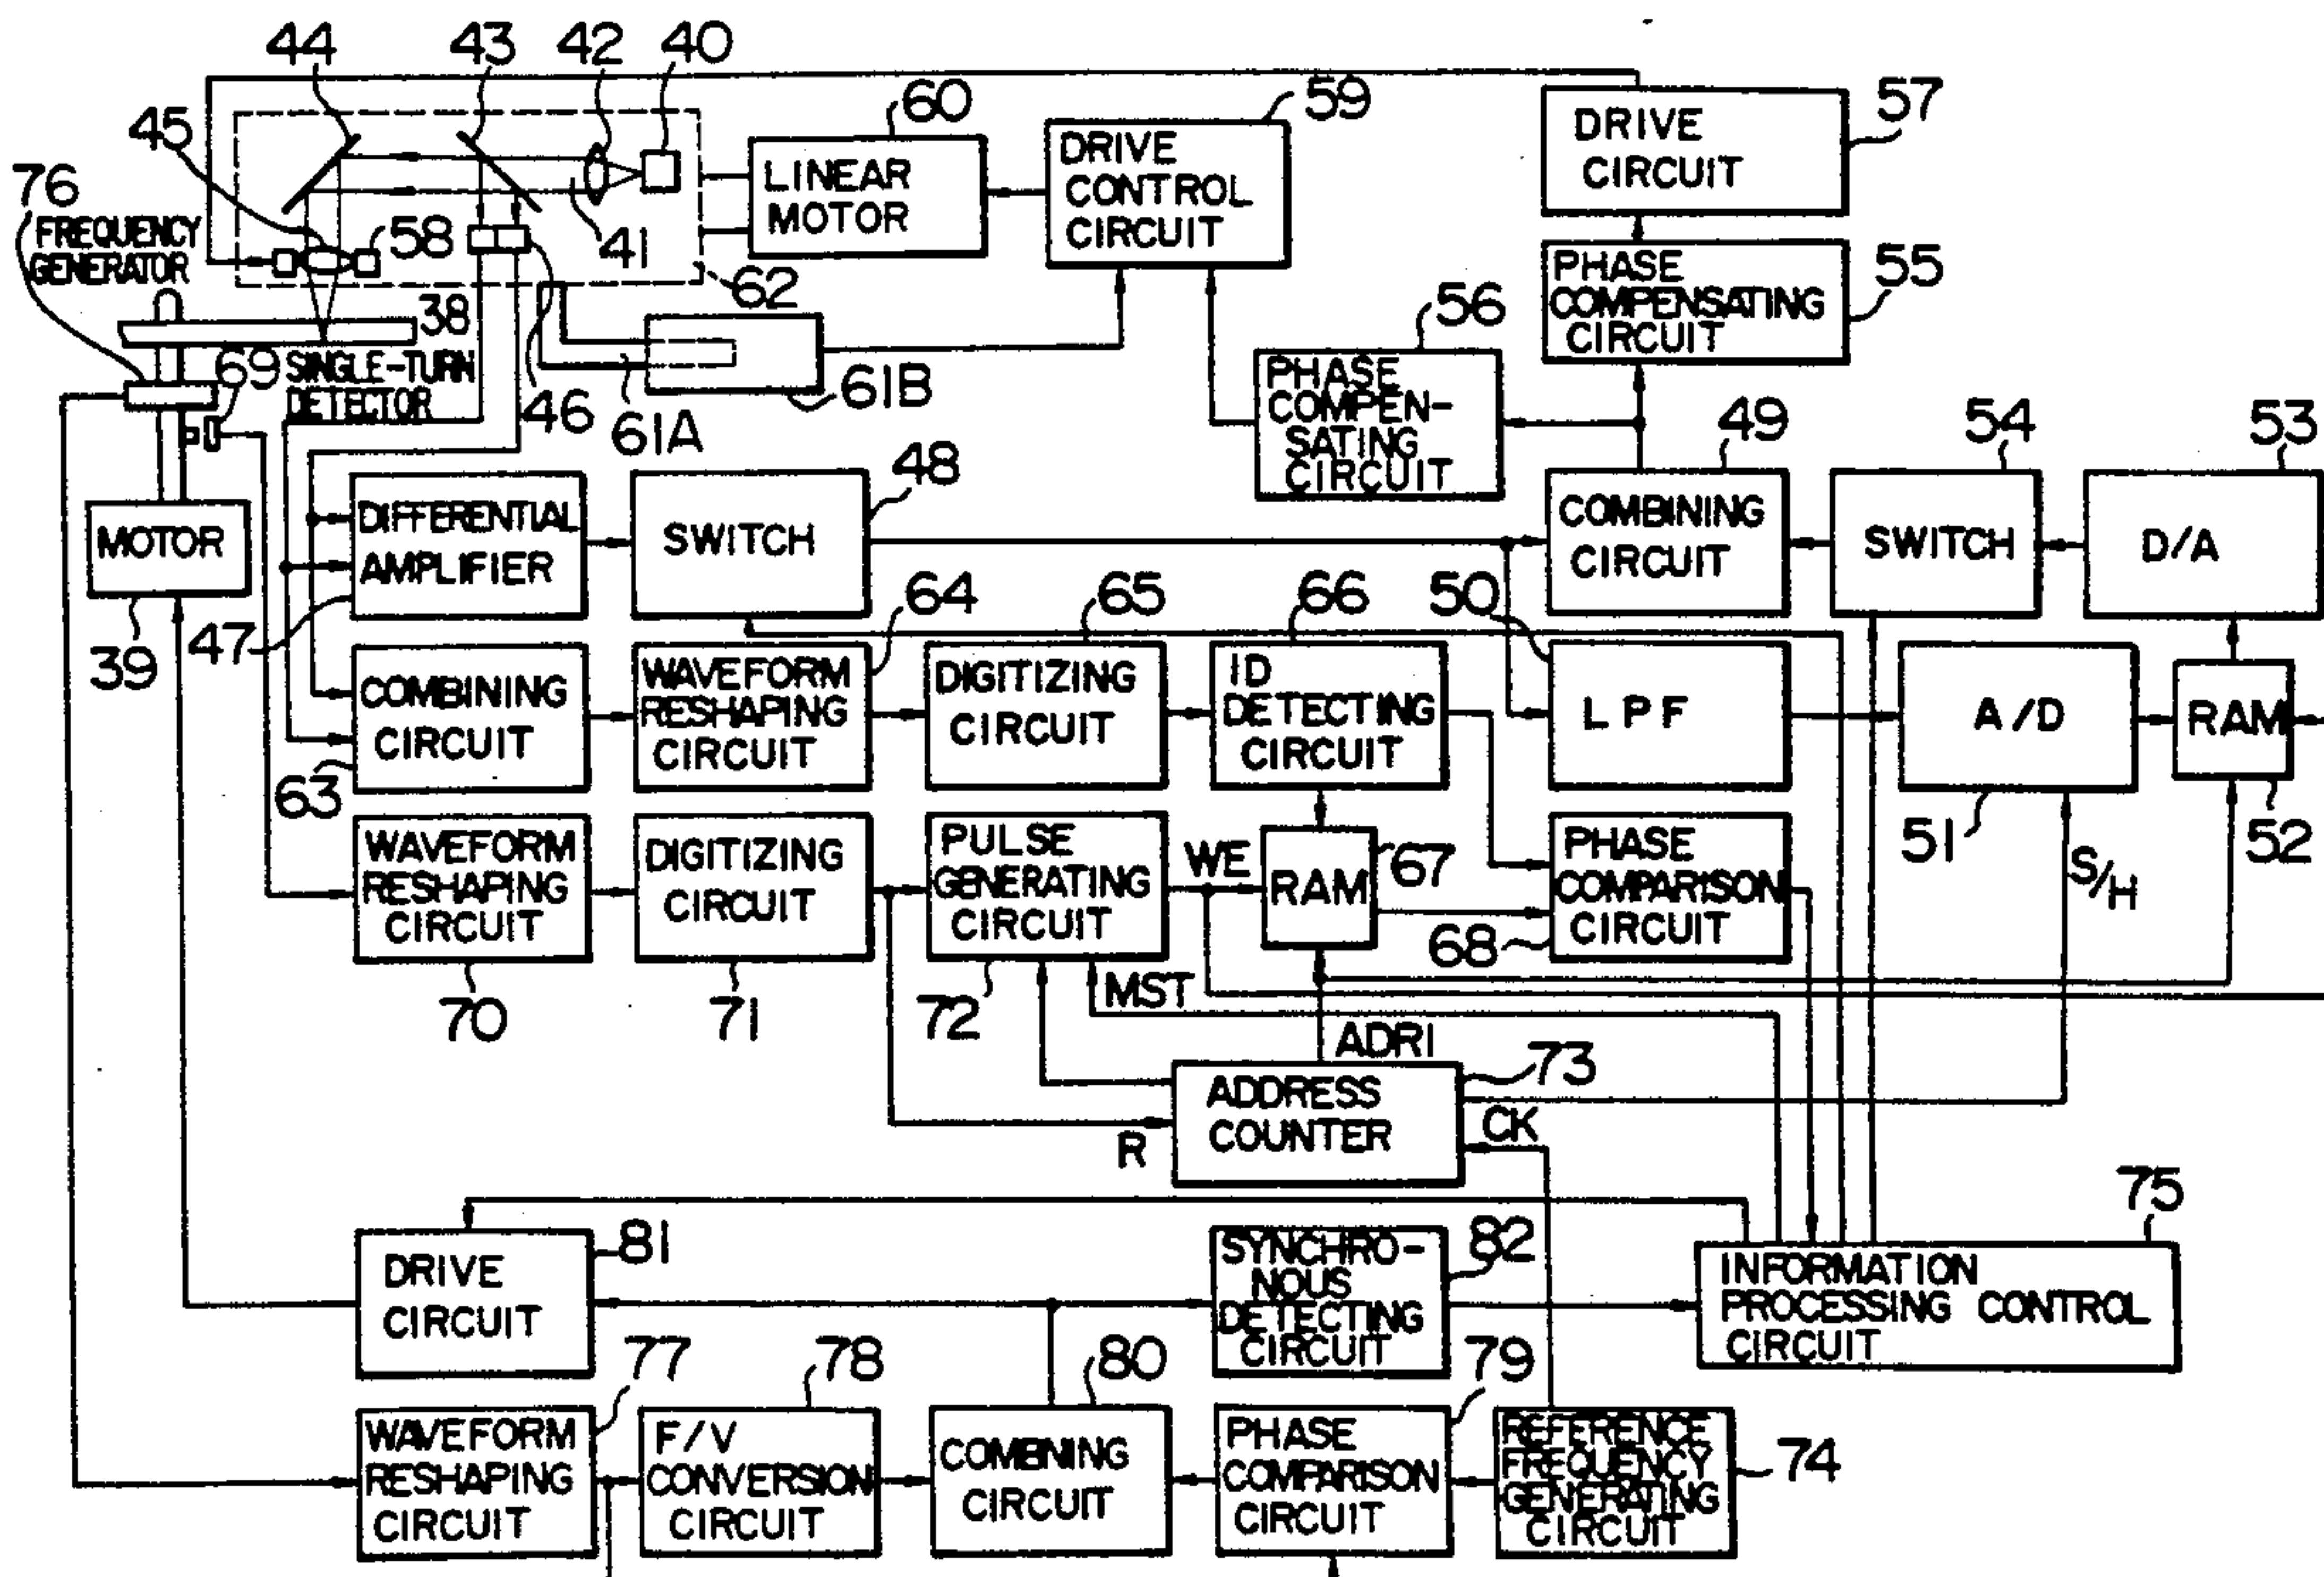 44
43
42
40
45
60
59
57
76
FREQUENCY
GENERATOR
58
41
LINEAR
MOTOR
DRIVE
CONTROL
CIRCUIT
DRIVE
CIRCUIT
62
38
69
SINGLE-TURN
DETECTOR
46
61A
61B
56
PHASE
COMPEN-
SATING
CIRCUIT
PHASE
COMPENSATING
CIRCUIT
55
48
49
54
53
MOTOR
39
DIFFERENTIAL
AMPLIFIER
47
SWITCH
COMBINING
CIRCUIT
SWITCH
D/A
64
65
66
50
COMBINING
CIRCUIT
63
WAVEFORM
RESHAPING
CIRCUIT
DIGITIZING
CIRCUIT
ID
DETECTING
CIRCUIT
LPF
A/D
RAM
51
52
WAVEFORM
RESHAPING
CIRCUIT
70
DIGITIZING
CIRCUIT
71
PULSE
GENERATING
CIRCUIT
72
WE
RAM
67
PHASE
COMPARISON
CIRCUIT
68
S/H
MST
ADRI
R
ADDRESS
COUNTER
73
CK
75
DRIVE
CIRCUIT
81
SYNCHRO-
NOUS
DETECTING
CIRCUIT
82
INFORMATION
PROCESSING CONTROL
CIRCUIT
77
78
80
79
WAVEFORM
RESHAPING
CIRCUIT
F/V
CONVERSION
CIRCUIT
COMBINING
CIRCUIT
PHASE
COMPARISON
CIRCUIT
REFERENCE
FREQUENCY
GENERATING
CIRCUIT
74